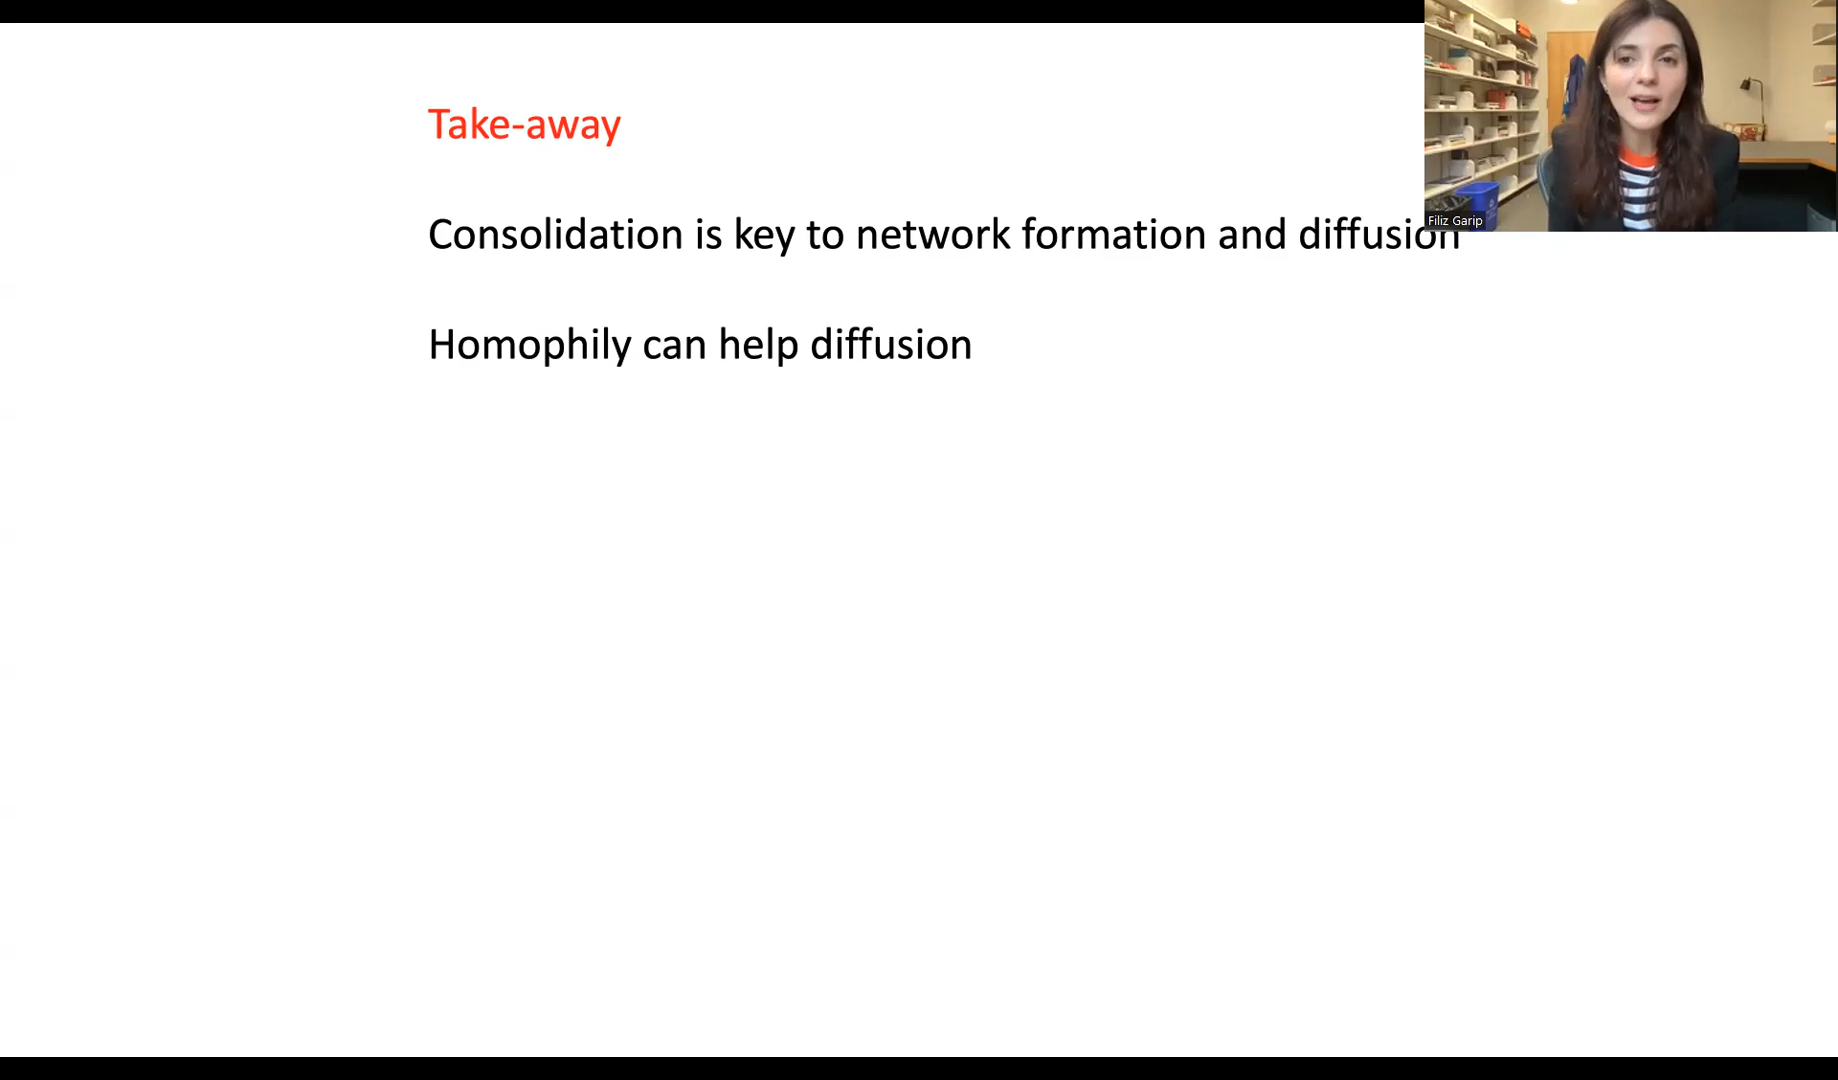 Take-away
Consolidation is key to network formation and diffusion
Homophily can help diffusion
Filiz Garip